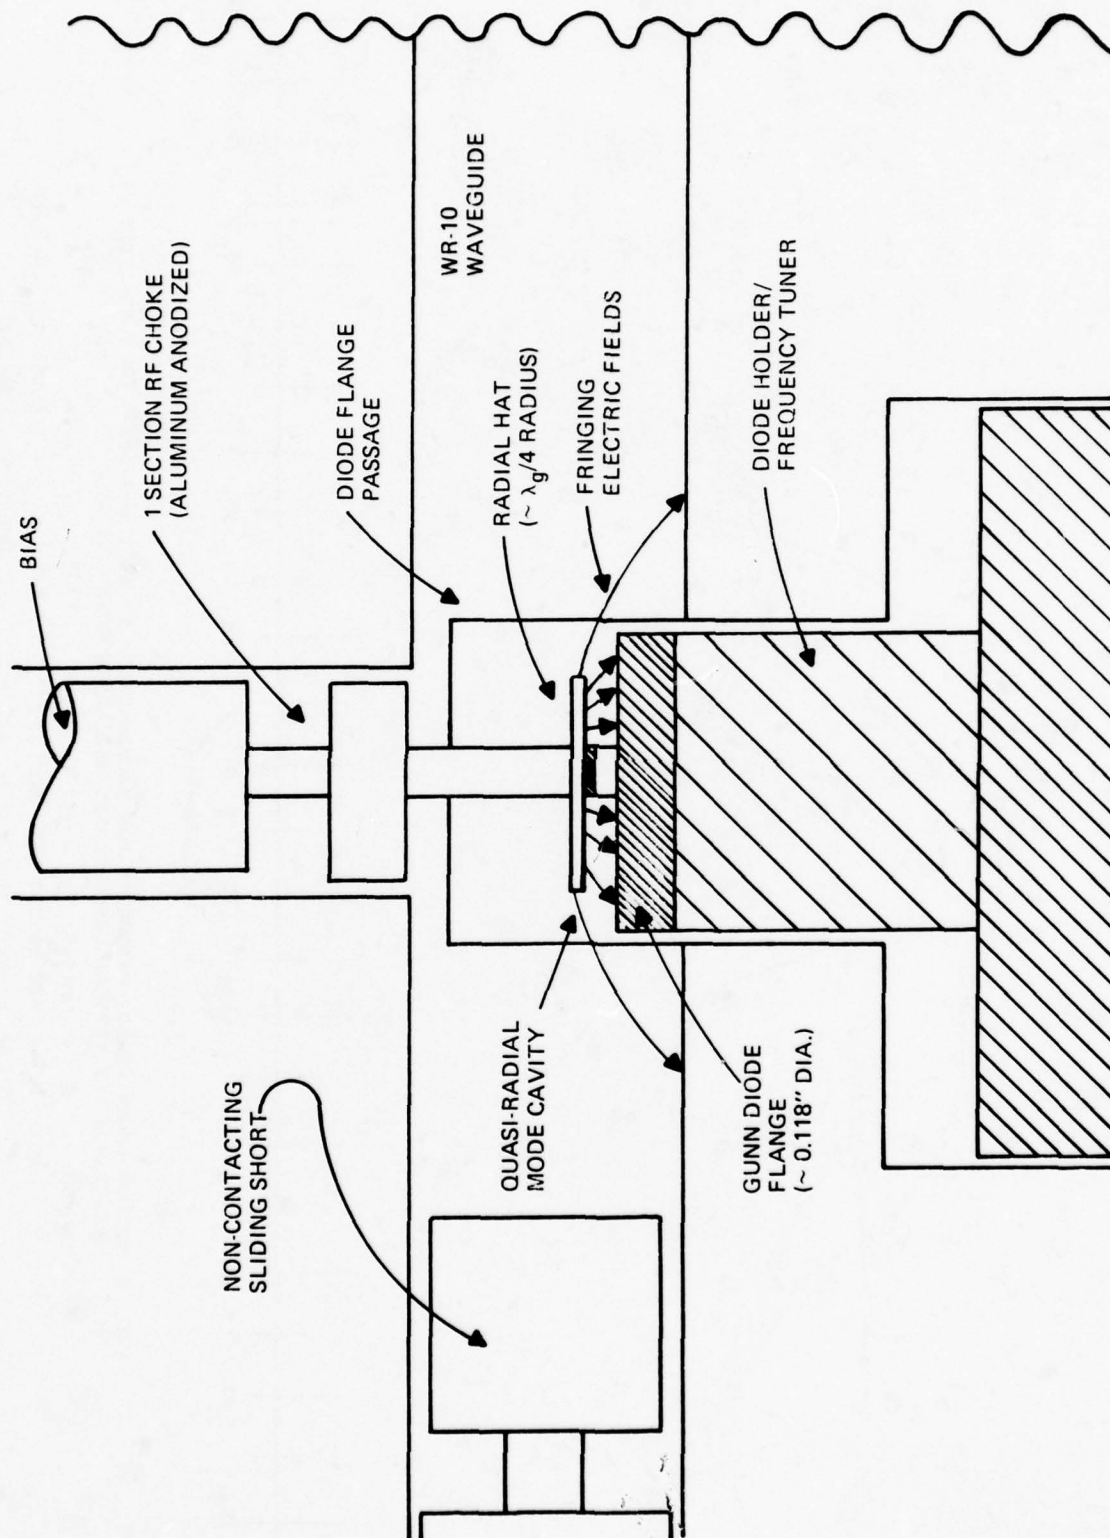 BIAS
1 SECTION RF CHOKE
(ALUMINUM ANODIZED)
DIODE FLANGE
PASSAGE
WR-10
WAVEGUIDE
RADIAL HAT
(~ λg/4 RADIUS)
FRINGING
ELECTRIC FIELDS
DIODE HOLDER/
FREQUENCY TUNER
NON-CONTACTING
SLIDING SHORT
QUASI-RADIAL
MODE CAVITY
GUNN DIODE
FLANGE
(~ 0.118" DIA.)